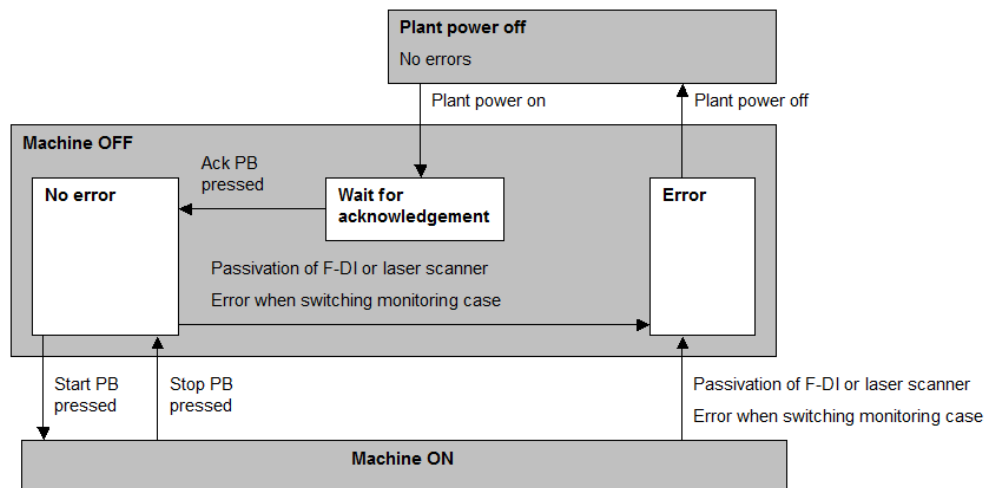 Plant power off
No errors
Plant power on
Plant power off
Machine OFF
Ack PB
pressed
No error
Wait for
acknowledgement
Error
Passivation of F-DI or laser scanner
Error when switching monitoring case
Start PB
pressed
Stop PB
pressed
Passivation of F-DI or laser scanner
Error when switching monitoring case
Machine ON